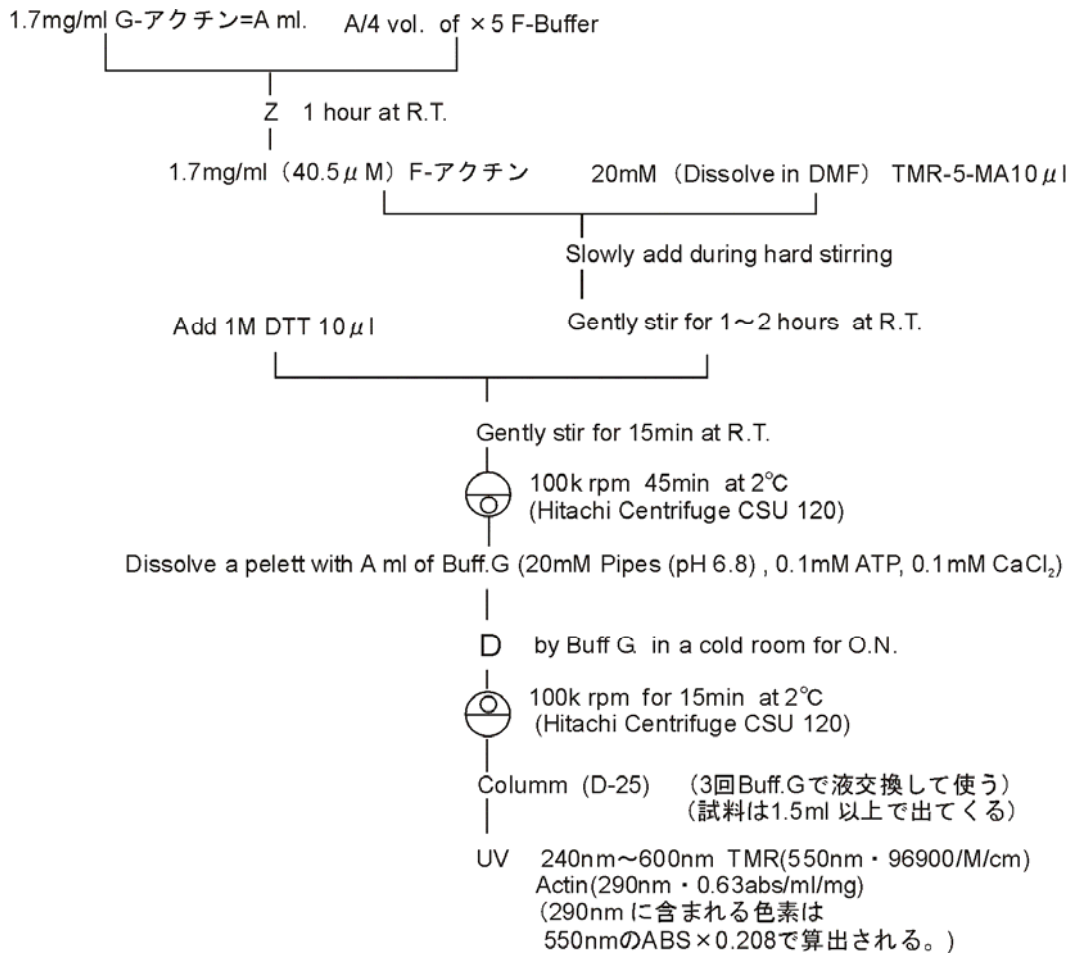 1.7mg/ml G-アクチン=A ml. A/4 vol. of ×5 F-Buffer
Z 1 hour at R.T.
1.7mg/ml（40.5μM）F-アクチン 20mM（Dissolve in DMF）TMR-5-MA10μl
Slowly add during hard stirring
Add 1M DTT 10μl Gently stir for 1～2 hours at R.T.
Gently stir for 15min at R.T.
100k rpm 45min at 2℃
(Hitachi Centrifuge CSU 120)
Dissolve a pelett with A ml of Buff.G (20mM Pipes (pH 6.8) , 0.1mM ATP, 0.1mM CaCl₂)
D by Buff G. in a cold room for O.N.
100k rpm for 15min at 2℃
(Hitachi Centrifuge CSU 120)
Columm (D-25) （3回Buff.Gで液交換して使う）
（試料は1.5ml 以上で出てくる）
UV 240nm～600nm TMR(550nm・96900/M/cm)
Actin(290nm・0.63abs/ml/mg)
（290nm に含まれる色素は
550nmのABS×0.208で算出される。）